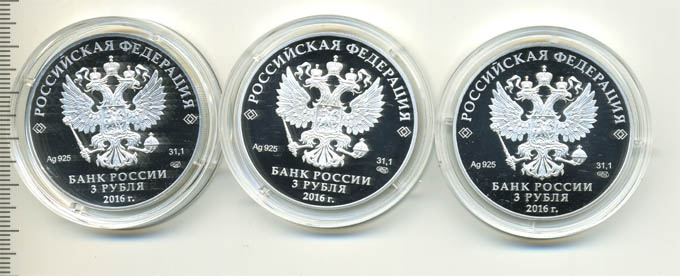 РОССИЙСКАЯ ФЕДЕРАЦИЯ
Ag 925 31,1
БАНК РОССИИ
3 РУБЛЯ
2016 г.
РОССИЙСКАЯ ФЕДЕРАЦИЯ
Ag 925 31,1
БАНК РОССИИ
3 РУБЛЯ
2016 г.
РОССИЙСКАЯ ФЕДЕРАЦИЯ
Ag 925 31,1
БАНК РОССИИ
3 РУБЛЯ
2016 г.